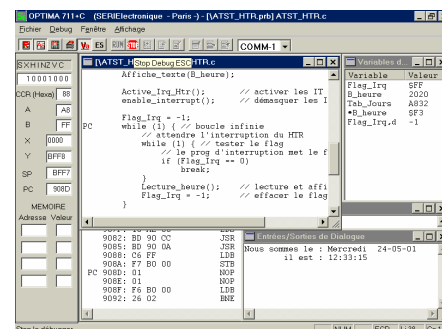 OPTIMA 711+C (SERIElectronique - Paris -) - [\ATST_HTR.prb] ATST_HTR.c
Fichier Debug Fenêtre Affichage
Vo ES RUN COMM-1
SXHINZVC
10001000
CCR (Hexa) 88
A A8
B FF
X 0000
Y BFF8
SP BFF7
PC 908D
MEMOIRE
Adresse Valeur
[\ATST_H
Stop Debug ESC
Affiche_texte(B_heure);
Active_Irq_Htr(); // activer les IT
enable_interrupt(); // démasquer les I
Flag_Irq = -1;
PC while (1) { // boucle infinie
// attendre l'interruption du HTR
while (1) { // tester le flag
// le prog d'interruption met le f
if (Flag_Irq == 0)
break;
}
Lecture_heure(); // lecture et affi
Flag_Irq = -1; // effacer le flag
}
Variables d...
Variable Valeur
Flag_Irq $FF
B_heure 2020
Tab_Jours A832
*B_heure $F3
Flag_Irq,d -1
9082: BD 90 CC JSR
9085: BD 90 0A JSR
9088: C6 FF LDB
908A: F7 B0 00 STB
PC 908D: 01 NOP
908E: 01 NOP
908F: F6 B0 00 LDB
9092: 26 02 BNE
Entrées/Sorties de Dialogue
Nous sommes le : Mercredi 24-05-01
il est : 12:33:15